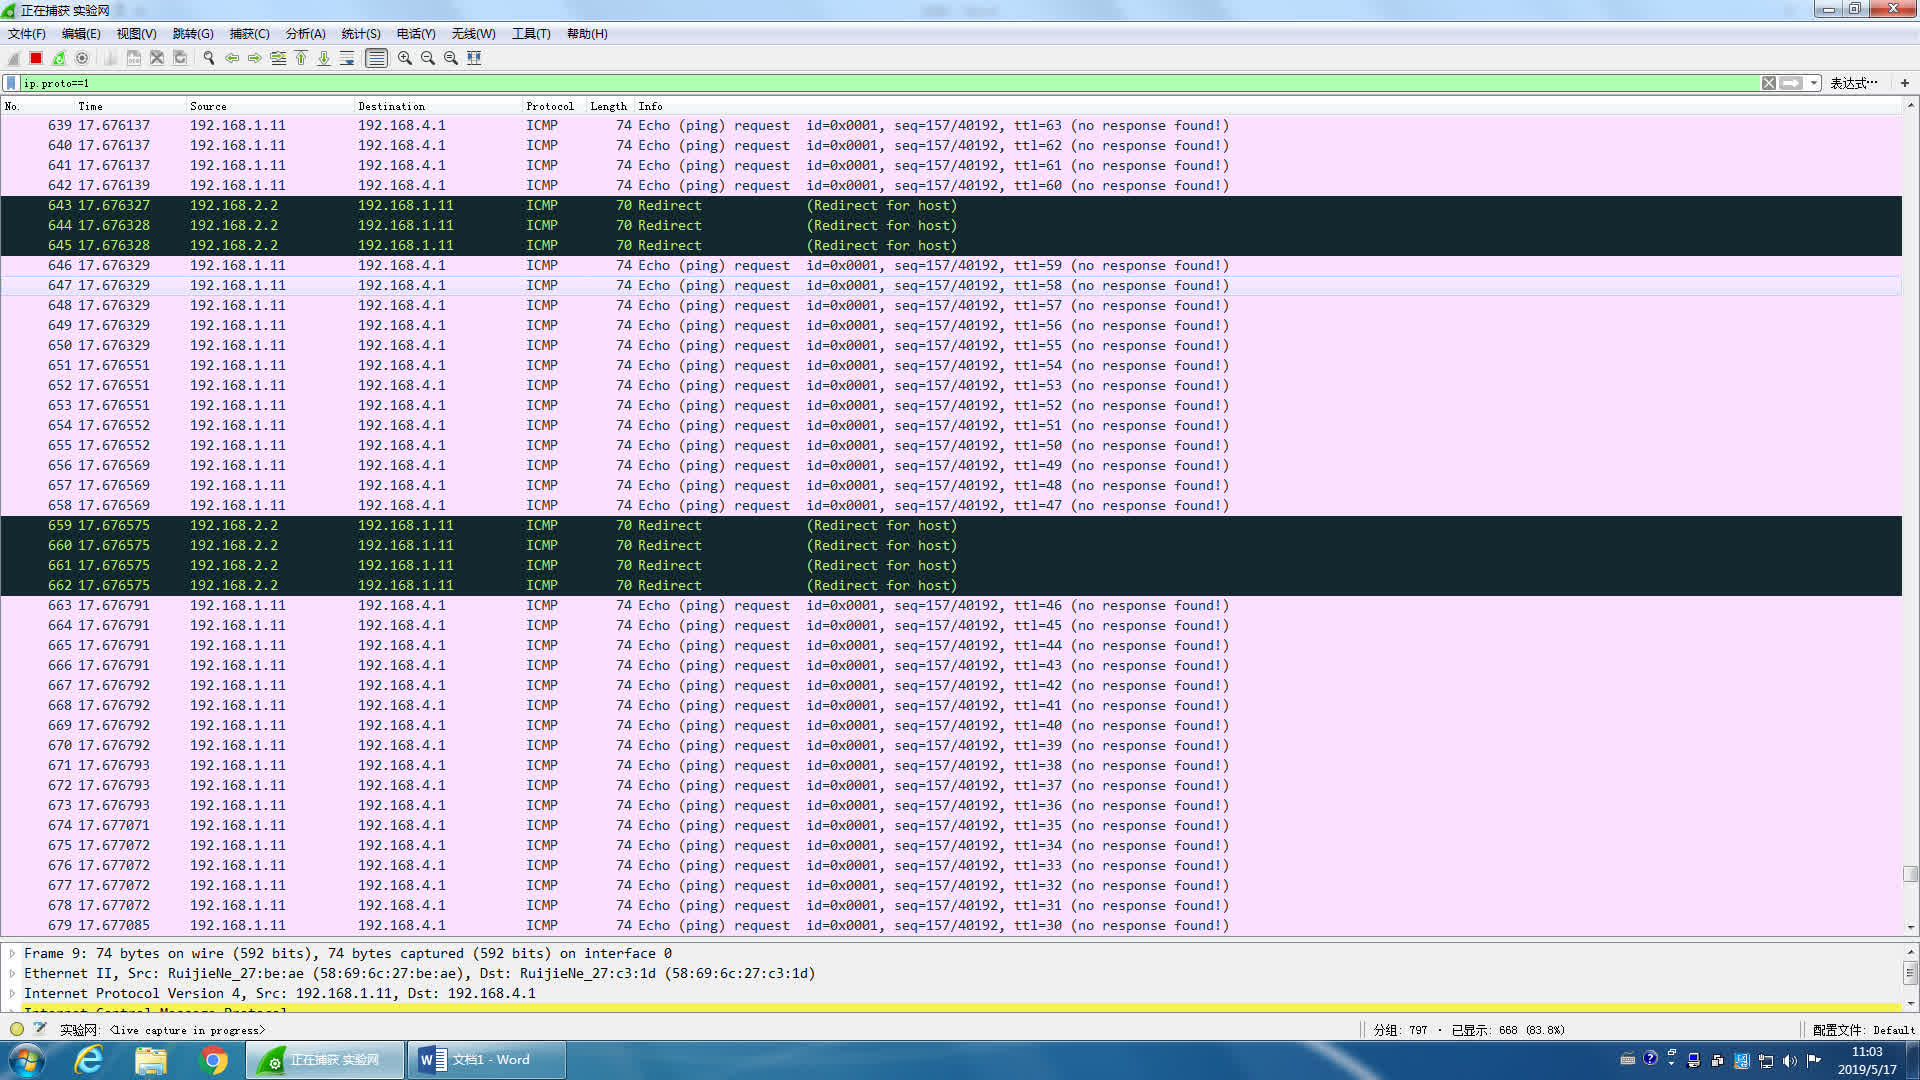 正在捕获 实验网
文件(F) 编辑(E) 视图(V) 跳转(G) 捕获(C) 分析(A) 统计(S) 电话(Y) 无线(W) 工具(T) 帮助(H)
ip.proto==1 表达式… +
No. Time Source Destination Protocol Length Info
639 17.676137 192.168.1.11 192.168.4.1 ICMP 74 Echo (ping) request id=0x0001, seq=157/40192, ttl=63 (no response found!)
640 17.676137 192.168.1.11 192.168.4.1 ICMP 74 Echo (ping) request id=0x0001, seq=157/40192, ttl=62 (no response found!)
641 17.676137 192.168.1.11 192.168.4.1 ICMP 74 Echo (ping) request id=0x0001, seq=157/40192, ttl=61 (no response found!)
642 17.676139 192.168.1.11 192.168.4.1 ICMP 74 Echo (ping) request id=0x0001, seq=157/40192, ttl=60 (no response found!)
643 17.676327 192.168.2.2 192.168.1.11 ICMP 70 Redirect (Redirect for host)
644 17.676328 192.168.2.2 192.168.1.11 ICMP 70 Redirect (Redirect for host)
645 17.676328 192.168.2.2 192.168.1.11 ICMP 70 Redirect (Redirect for host)
646 17.676329 192.168.1.11 192.168.4.1 ICMP 74 Echo (ping) request id=0x0001, seq=157/40192, ttl=59 (no response found!)
647 17.676329 192.168.1.11 192.168.4.1 ICMP 74 Echo (ping) request id=0x0001, seq=157/40192, ttl=58 (no response found!)
648 17.676329 192.168.1.11 192.168.4.1 ICMP 74 Echo (ping) request id=0x0001, seq=157/40192, ttl=57 (no response found!)
649 17.676329 192.168.1.11 192.168.4.1 ICMP 74 Echo (ping) request id=0x0001, seq=157/40192, ttl=56 (no response found!)
650 17.676329 192.168.1.11 192.168.4.1 ICMP 74 Echo (ping) request id=0x0001, seq=157/40192, ttl=55 (no response found!)
651 17.676551 192.168.1.11 192.168.4.1 ICMP 74 Echo (ping) request id=0x0001, seq=157/40192, ttl=54 (no response found!)
652 17.676551 192.168.1.11 192.168.4.1 ICMP 74 Echo (ping) request id=0x0001, seq=157/40192, ttl=53 (no response found!)
653 17.676551 192.168.1.11 192.168.4.1 ICMP 74 Echo (ping) request id=0x0001, seq=157/40192, ttl=52 (no response found!)
654 17.676552 192.168.1.11 192.168.4.1 ICMP 74 Echo (ping) request id=0x0001, seq=157/40192, ttl=51 (no response found!)
655 17.676552 192.168.1.11 192.168.4.1 ICMP 74 Echo (ping) request id=0x0001, seq=157/40192, ttl=50 (no response found!)
656 17.676569 192.168.1.11 192.168.4.1 ICMP 74 Echo (ping) request id=0x0001, seq=157/40192, ttl=49 (no response found!)
657 17.676569 192.168.1.11 192.168.4.1 ICMP 74 Echo (ping) request id=0x0001, seq=157/40192, ttl=48 (no response found!)
658 17.676569 192.168.1.11 192.168.4.1 ICMP 74 Echo (ping) request id=0x0001, seq=157/40192, ttl=47 (no response found!)
659 17.676575 192.168.2.2 192.168.1.11 ICMP 70 Redirect (Redirect for host)
660 17.676575 192.168.2.2 192.168.1.11 ICMP 70 Redirect (Redirect for host)
661 17.676575 192.168.2.2 192.168.1.11 ICMP 70 Redirect (Redirect for host)
662 17.676575 192.168.2.2 192.168.1.11 ICMP 70 Redirect (Redirect for host)
663 17.676791 192.168.1.11 192.168.4.1 ICMP 74 Echo (ping) request id=0x0001, seq=157/40192, ttl=46 (no response found!)
664 17.676791 192.168.1.11 192.168.4.1 ICMP 74 Echo (ping) request id=0x0001, seq=157/40192, ttl=45 (no response found!)
665 17.676791 192.168.1.11 192.168.4.1 ICMP 74 Echo (ping) request id=0x0001, seq=157/40192, ttl=44 (no response found!)
666 17.676791 192.168.1.11 192.168.4.1 ICMP 74 Echo (ping) request id=0x0001, seq=157/40192, ttl=43 (no response found!)
667 17.676792 192.168.1.11 192.168.4.1 ICMP 74 Echo (ping) request id=0x0001, seq=157/40192, ttl=42 (no response found!)
668 17.676792 192.168.1.11 192.168.4.1 ICMP 74 Echo (ping) request id=0x0001, seq=157/40192, ttl=41 (no response found!)
669 17.676792 192.168.1.11 192.168.4.1 ICMP 74 Echo (ping) request id=0x0001, seq=157/40192, ttl=40 (no response found!)
670 17.676792 192.168.1.11 192.168.4.1 ICMP 74 Echo (ping) request id=0x0001, seq=157/40192, ttl=39 (no response found!)
671 17.676793 192.168.1.11 192.168.4.1 ICMP 74 Echo (ping) request id=0x0001, seq=157/40192, ttl=38 (no response found!)
672 17.676793 192.168.1.11 192.168.4.1 ICMP 74 Echo (ping) request id=0x0001, seq=157/40192, ttl=37 (no response found!)
673 17.676793 192.168.1.11 192.168.4.1 ICMP 74 Echo (ping) request id=0x0001, seq=157/40192, ttl=36 (no response found!)
674 17.677071 192.168.1.11 192.168.4.1 ICMP 74 Echo (ping) request id=0x0001, seq=157/40192, ttl=35 (no response found!)
675 17.677072 192.168.1.11 192.168.4.1 ICMP 74 Echo (ping) request id=0x0001, seq=157/40192, ttl=34 (no response found!)
676 17.677072 192.168.1.11 192.168.4.1 ICMP 74 Echo (ping) request id=0x0001, seq=157/40192, ttl=33 (no response found!)
677 17.677072 192.168.1.11 192.168.4.1 ICMP 74 Echo (ping) request id=0x0001, seq=157/40192, ttl=32 (no response found!)
678 17.677072 192.168.1.11 192.168.4.1 ICMP 74 Echo (ping) request id=0x0001, seq=157/40192, ttl=31 (no response found!)
679 17.677085 192.168.1.11 192.168.4.1 ICMP 74 Echo (ping) request id=0x0001, seq=157/40192, ttl=30 (no response found!)
Frame 9: 74 bytes on wire (592 bits), 74 bytes captured (592 bits) on interface 0
Ethernet II, Src: RuijieNe_27:be:ae (58:69:6c:27:be:ae), Dst: RuijieNe_27:c3:1d (58:69:6c:27:c3:1d)
Internet Protocol Version 4, Src: 192.168.1.11, Dst: 192.168.4.1
Internet Control Message Protocol
实验网: <live capture in progress> 分组: 797 · 已显示: 668 (83.8%) 配置文件: Default
正在捕获 实验网 文档1 - Word 11:03
2019/5/17